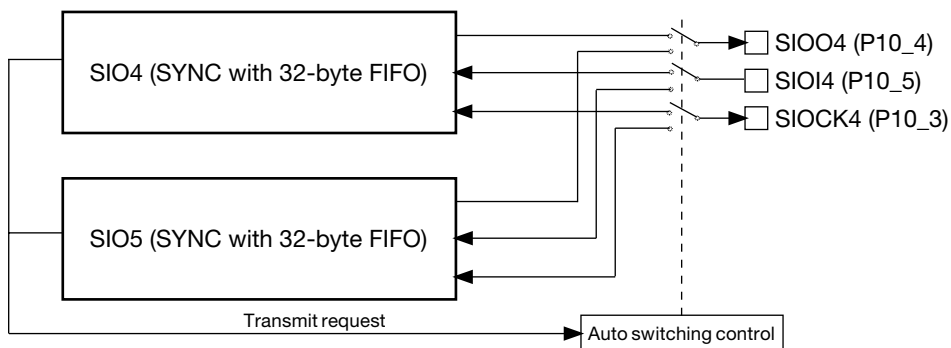 SIO4 (SYNC with 32-byte FIFO)
SIOO4 (P10_4)
SIOI4 (P10_5)
SIOCK4 (P10_3)
SIO5 (SYNC with 32-byte FIFO)
Transmit request
Auto switching control